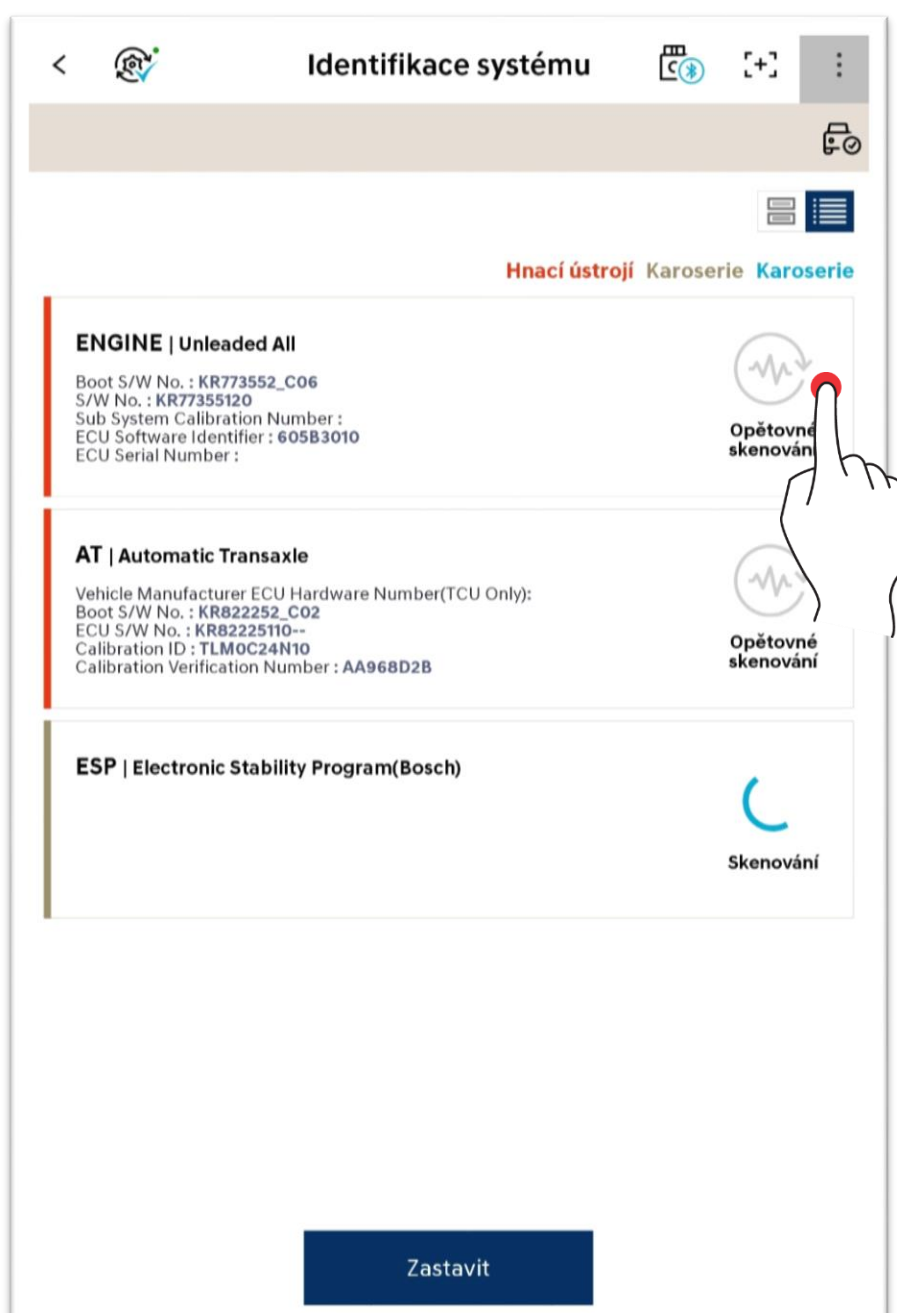 Identifikace systému
Hnací ústrojí Karoserie Karoserie
ENGINE | Unleaded All
Boot S/W No. : KR773552_C06
S/W No. : KR77355120
Sub System Calibration Number :
ECU Software Identifier : 605B3010
ECU Serial Number :
Opětovné
skenování
AT | Automatic Transaxle
Vehicle Manufacturer ECU Hardware Number(TCU Only):
Boot S/W No. : KR822252_C02
ECU S/W No. : KR82225110--
Calibration ID : TLM0C24N10
Calibration Verification Number : AA968D2B
Opětovné
skenování
ESP | Electronic Stability Program(Bosch)
Skenování
Zastavit